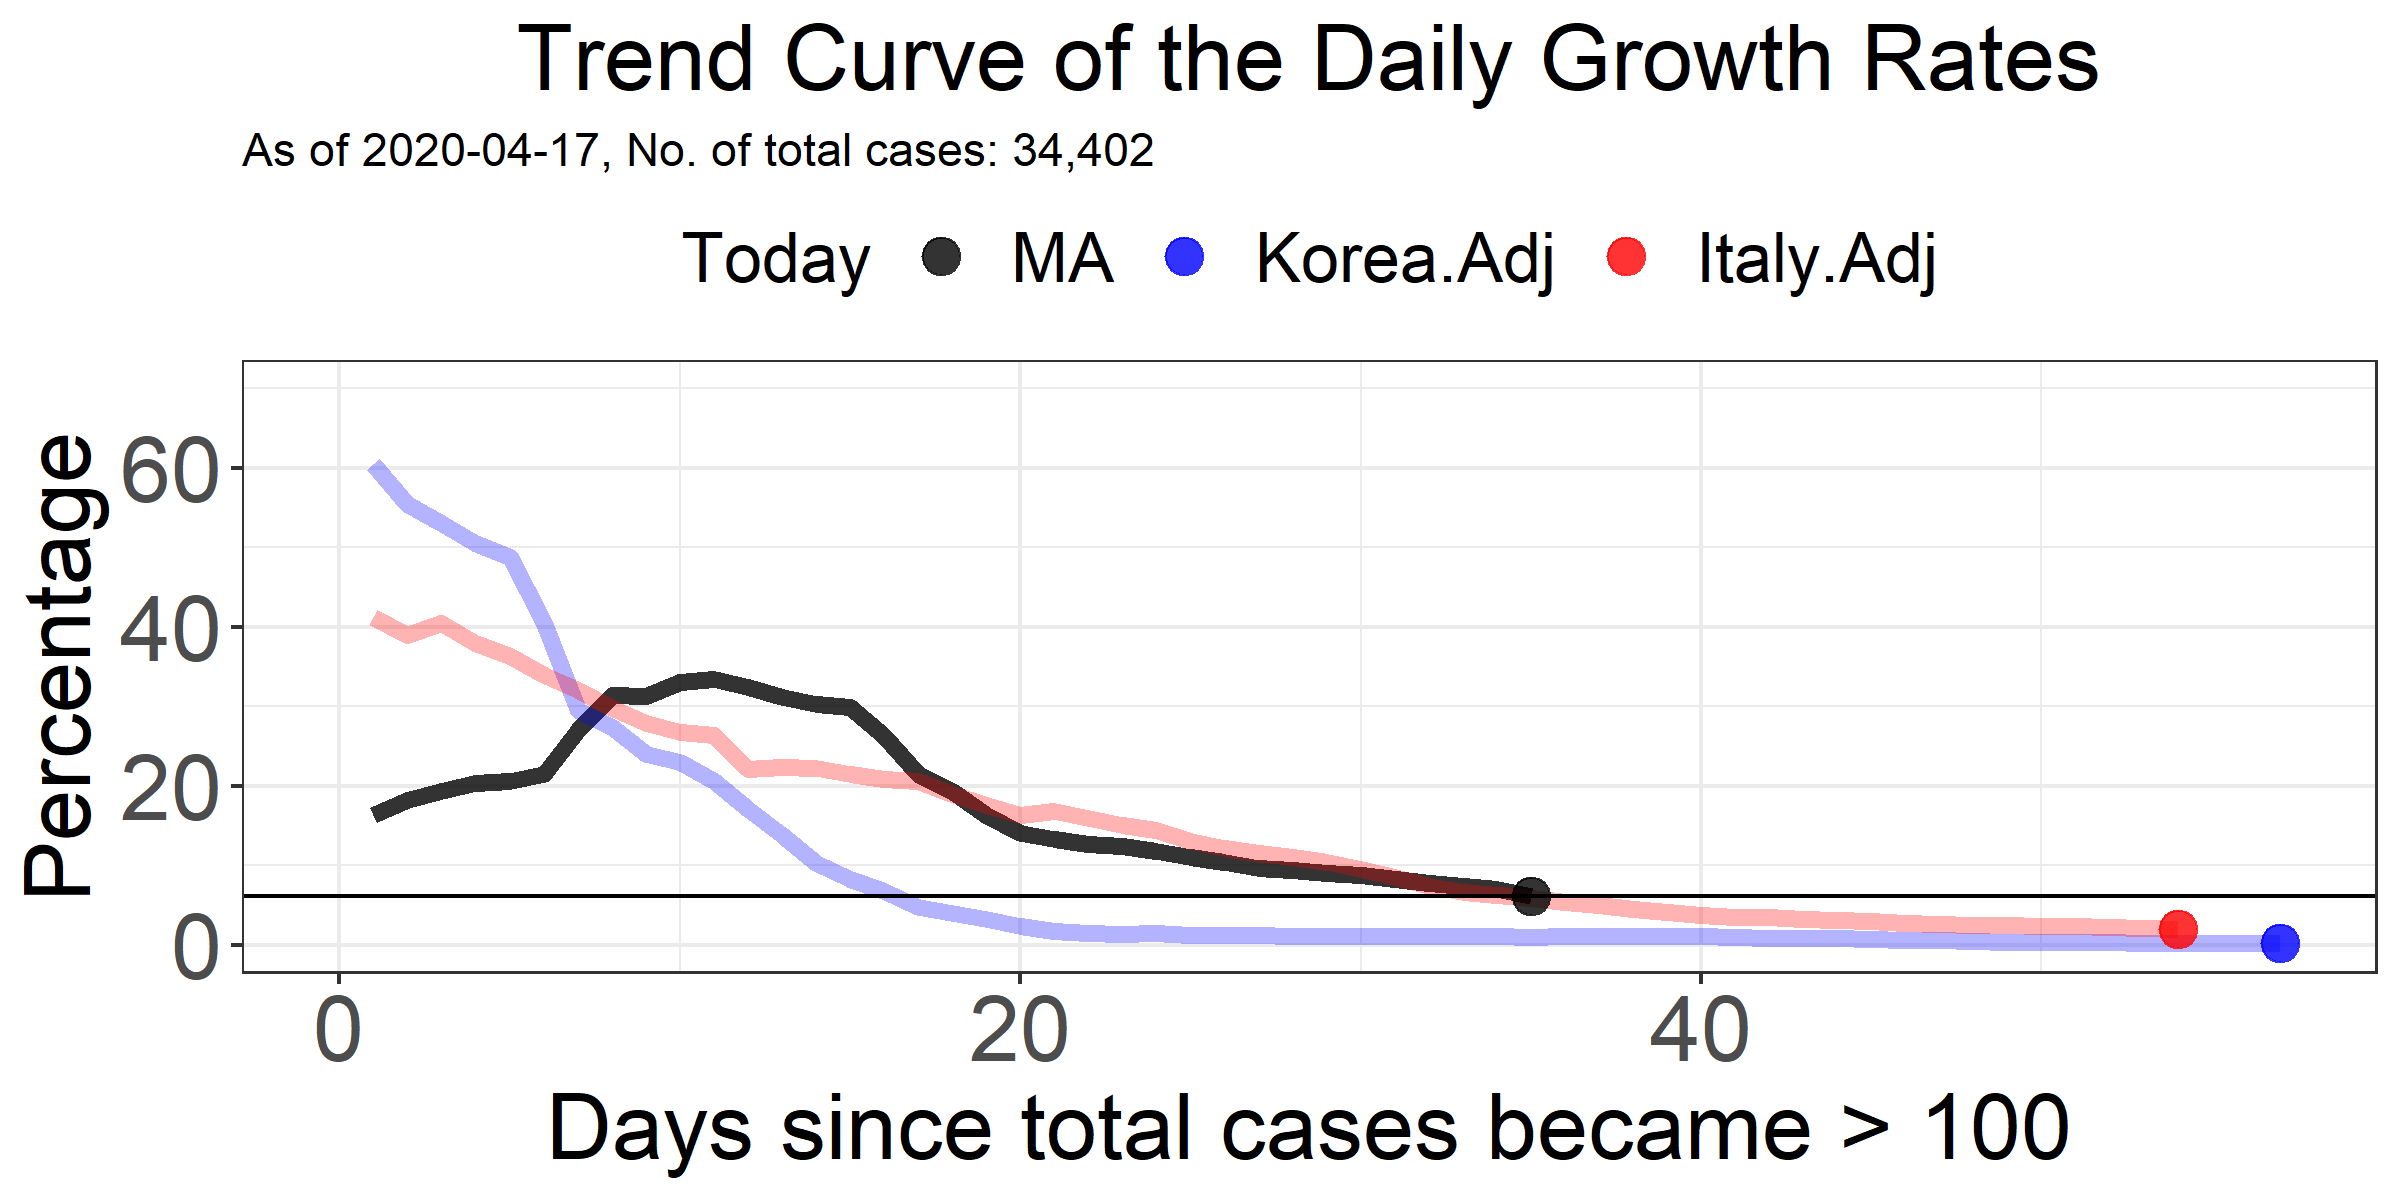 Trend Curve of the Daily Growth Rates
As of 2020-04-17, No. of total cases: 34,402
Today MA Korea.Adj Italy.Adj
Percentage
60
40
20
0
0 20 40
Days since total cases became > 100